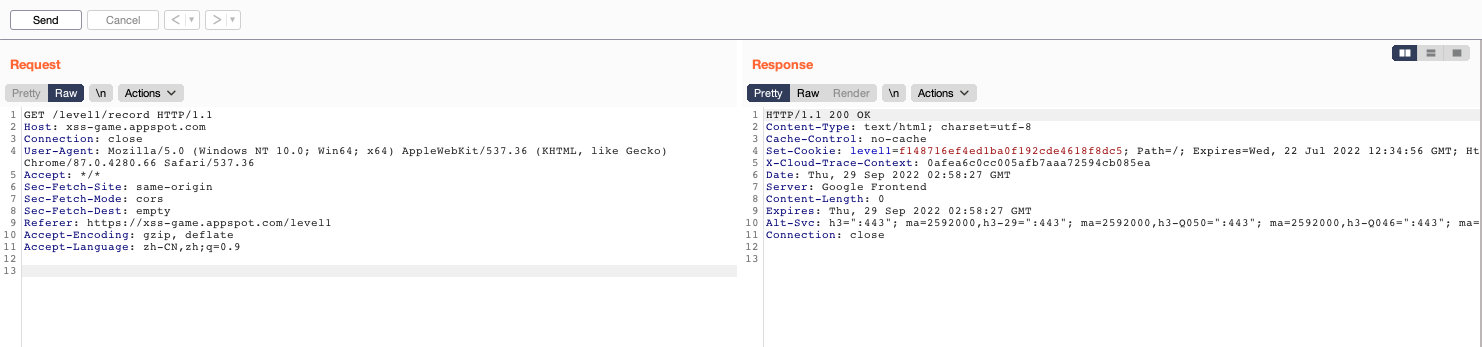 Send Cancel < | ▾ > | ▾
Request
Pretty Raw \n Actions
1 GET /level1/record HTTP/1.1
2 Host: xss-game.appspot.com
3 Connection: close
4 User-Agent: Mozilla/5.0 (Windows NT 10.0; Win64; x64) AppleWebKit/537.36 (KHTML, like Gecko)
Chrome/87.0.4280.66 Safari/537.36
5 Accept: */*
6 Sec-Fetch-Site: same-origin
7 Sec-Fetch-Mode: cors
8 Sec-Fetch-Dest: empty
9 Referer: https://xss-game.appspot.com/level1
10 Accept-Encoding: gzip, deflate
11 Accept-Language: zh-CN,zh;q=0.9
12
13
Response
Pretty Raw Render \n Actions
1 HTTP/1.1 200 OK
2 Content-Type: text/html; charset=utf-8
3 Cache-Control: no-cache
4 Set-Cookie: level1=f148716ef4ed1ba0f192cde4618f8dc5; Path=/; Expires=Wed, 22 Jul 2022 12:34:56 GMT; Ht
5 X-Cloud-Trace-Context: 0afea6c0cc005afb7aaa72594cb085ea
6 Date: Thu, 29 Sep 2022 02:58:27 GMT
7 Server: Google Frontend
8 Content-Length: 0
9 Expires: Thu, 29 Sep 2022 02:58:27 GMT
10 Alt-Svc: h3=":443"; ma=2592000,h3-29=":443"; ma=2592000,h3-Q050=":443"; ma=2592000,h3-Q046=":443"; ma=
11 Connection: close
12
13